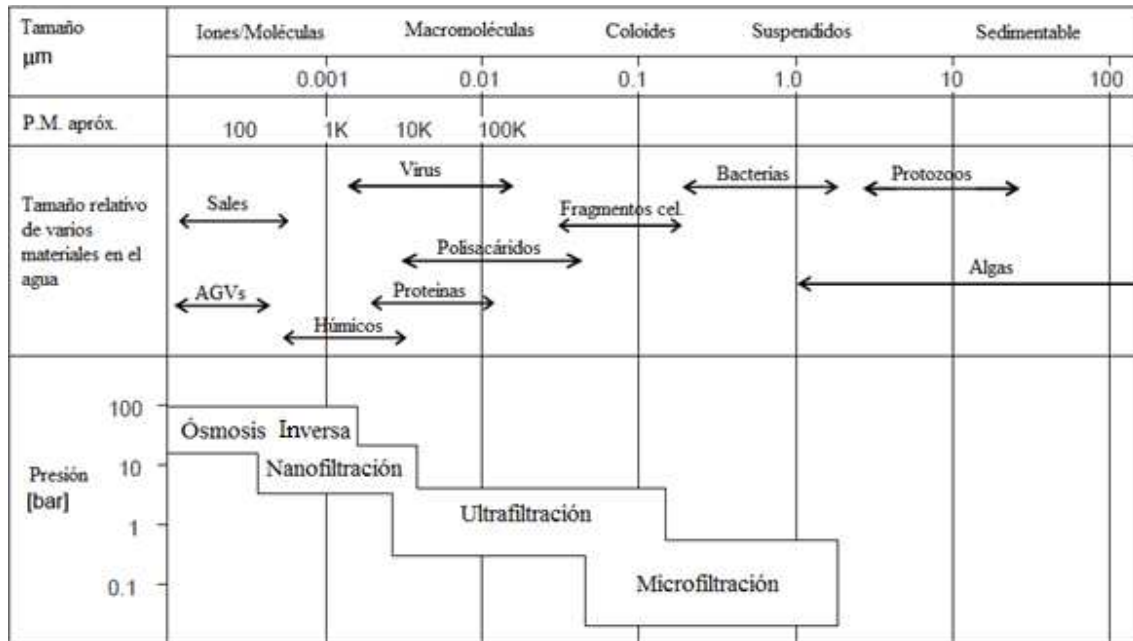 Tamaño
μm
Iones/Moléculas Macromoléculas Coloides Suspendidos Sedimentable
0.001 0.01 0.1 1.0 10 100
P.M. apróx.
100 1K 10K 100K
Tamaño relativo
de varios
materiales en el
agua
Virus
Bacterias
Protozoos
Sales
Fragmentos cel.
Polisacáridos
Algas
AGVs
Proteinas
Húmicos
Presión
[bar]
100
10
1
0.1
Ósmosis Inversa
Nanofiltración
Ultrafiltración
Microfiltración